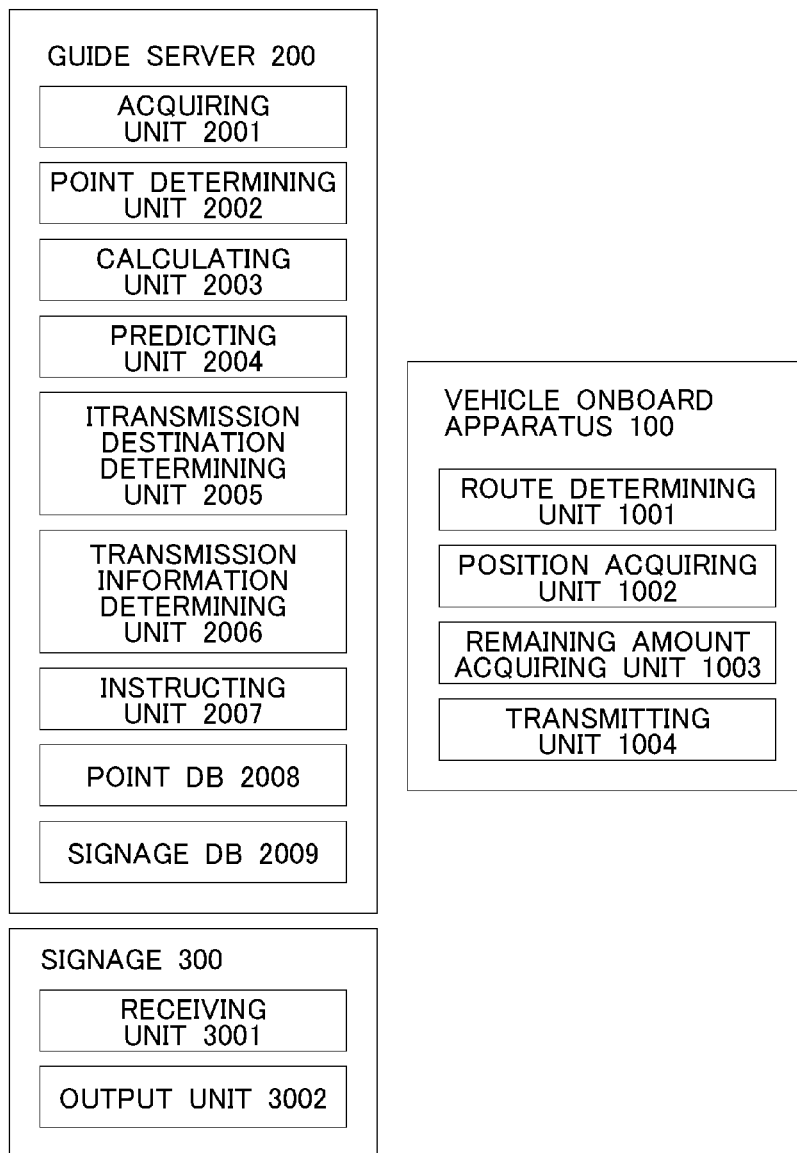 GUIDE SERVER 200
ACQUIRING
UNIT 2001
POINT DETERMINING
UNIT 2002
CALCULATING
UNIT 2003
PREDICTING
UNIT 2004
ITRANSMISSION
DESTINATION
DETERMINING
UNIT 2005
TRANSMISSION
INFORMATION
DETERMINING
UNIT 2006
INSTRUCTING
UNIT 2007
POINT DB 2008
SIGNAGE DB 2009
VEHICLE ONBOARD
APPARATUS 100
ROUTE DETERMINING
UNIT 1001
POSITION ACQUIRING
UNIT 1002
REMAINING AMOUNT
ACQUIRING UNIT 1003
TRANSMITTING
UNIT 1004
SIGNAGE 300
RECEIVING
UNIT 3001
OUTPUT UNIT 3002